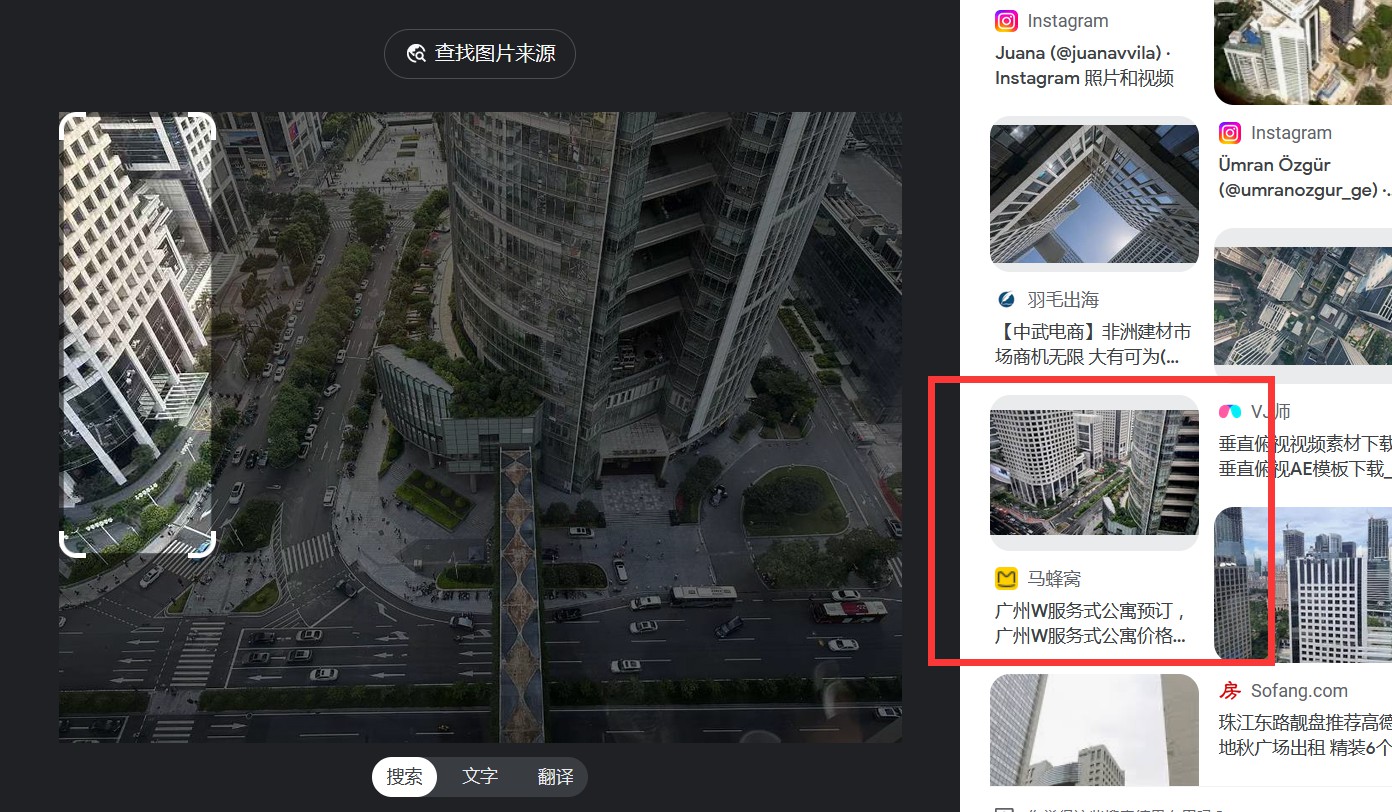 查找图片来源
搜索
文字
翻译
Instagram
Juana (@juanavvila) ·
Instagram 照片和视频
羽毛出海
【中武电商】非洲建材市
场商机无限 大有可为(...
马蜂窝
广州W服务式公寓预订，
广州W服务式公寓价格...
Instagram
Ümran Özgür
(@umranozgur_ge) ·.
VJ师
垂直俯视视频素材下载
垂直俯视AE模板下载_
房
Sofang.com
珠江东路靓盘推荐高德
地秋广场出租 精装6个